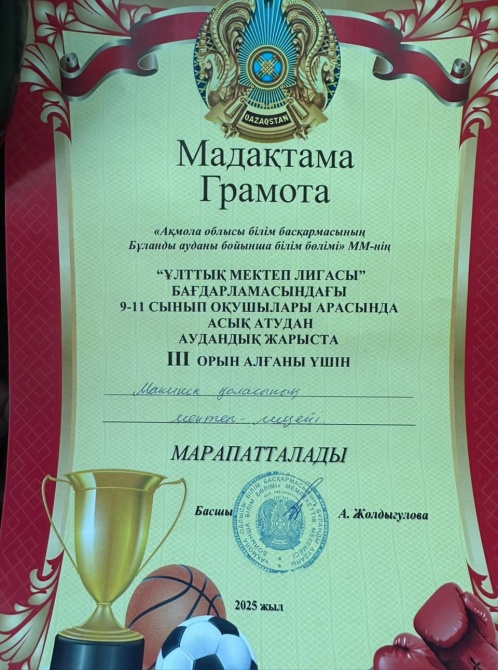 QAZAQSTAN
Мадақтама
Грамота
«Ақмола облысы білім басқармасының
Бұланды ауданы бойынша білім бөлімі» ММ-нің
“ҰЛТТЫҚ МЕКТЕП ЛИГАСЫ”
БАҒДАРЛАМАСЫНДАҒЫ
9-11 СЫНЫП ОҚУШЫЛАРЫ АРАСЫНДА
АСЫҚ АТУДАН
АУДАНДЫҚ ЖАРЫСТА
III ОРЫН АЛҒАНЫ ҮШІН
Макинск қаласының
мектеп-лицейі.
МАРАПАТТАЛАДЫ
Басшы А. Жолдыгулова
2025 жыл